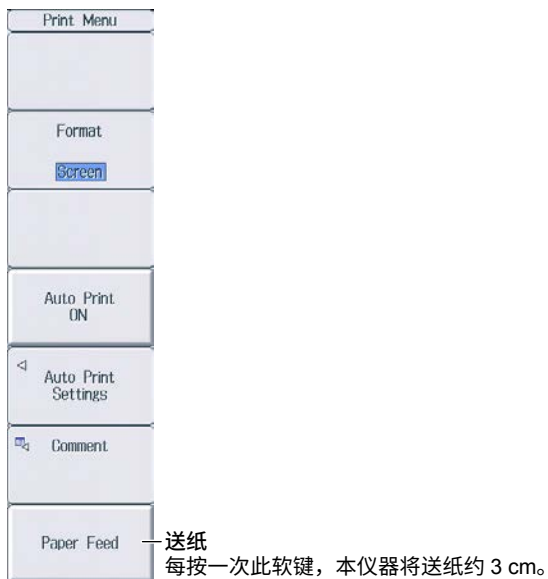 Print Menu
Format
Screen
Auto Print
ON
Auto Print
Settings
Comment
Paper Feed
送纸
每按一次此软键，本仪器将送纸约 3 cm。